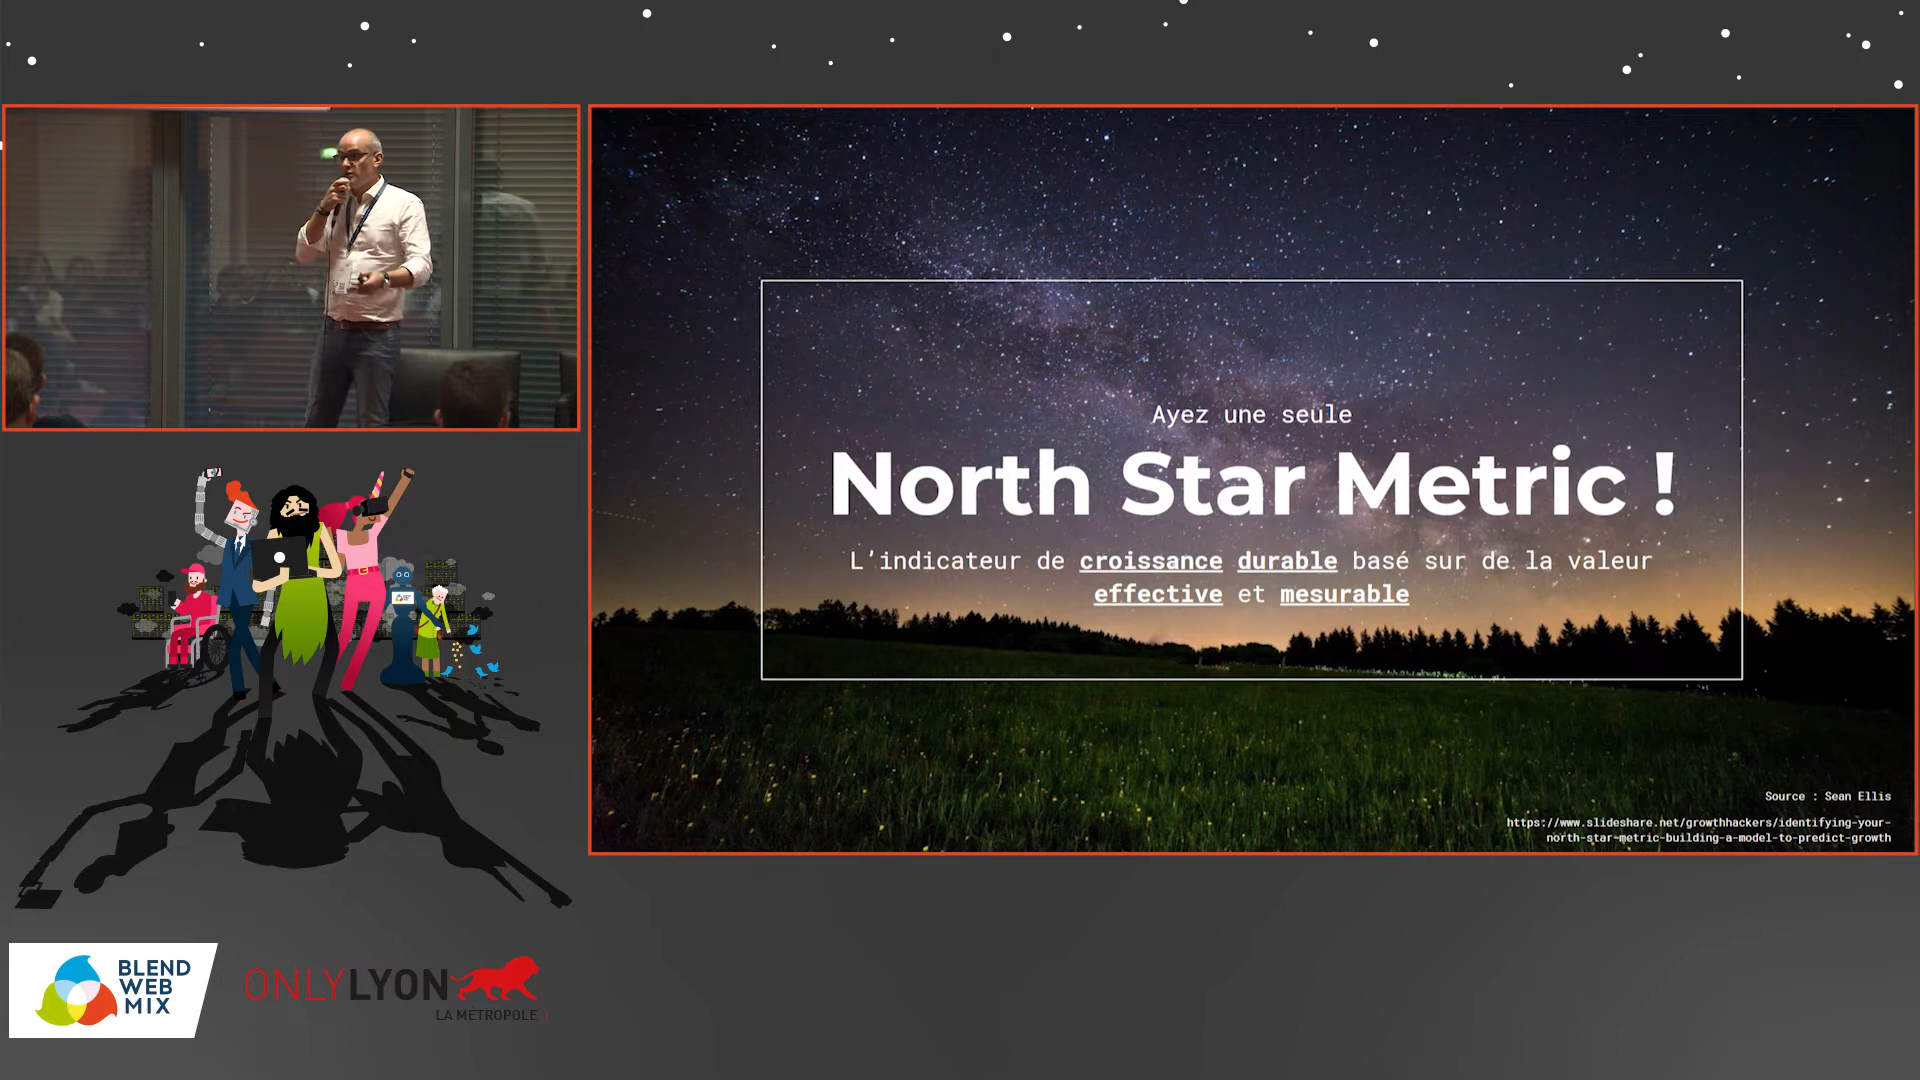 Ayez une seule
North Star Metric !
L’indicateur de croissance durable basé sur de la valeur
effective et mesurable
Source : Sean Ellis
https://www.slideshare.net/growthhackers/identifying-your-
north-star-metric-building-a-model-to-predict-growth
BLEND
WEB
MIX
ONLYLYON
LA MÉTROPOLE